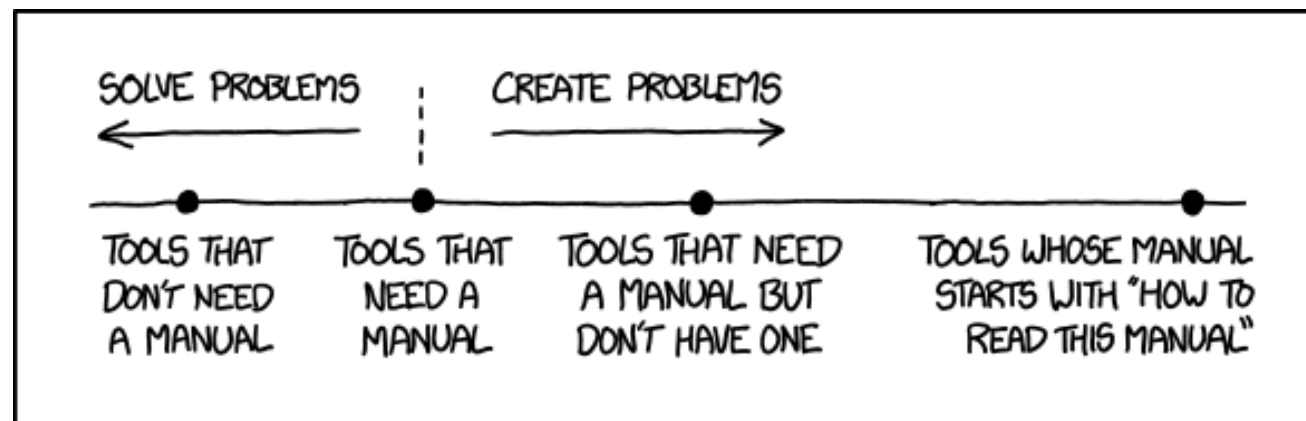 SOLVE PROBLEMS
CREATE PROBLEMS
TOOLS THAT
DON'T NEED
A MANUAL
TOOLS THAT
NEED A
MANUAL
TOOLS THAT NEED
A MANUAL BUT
DON'T HAVE ONE
TOOLS WHOSE MANUAL
STARTS WITH "HOW TO
READ THIS MANUAL"